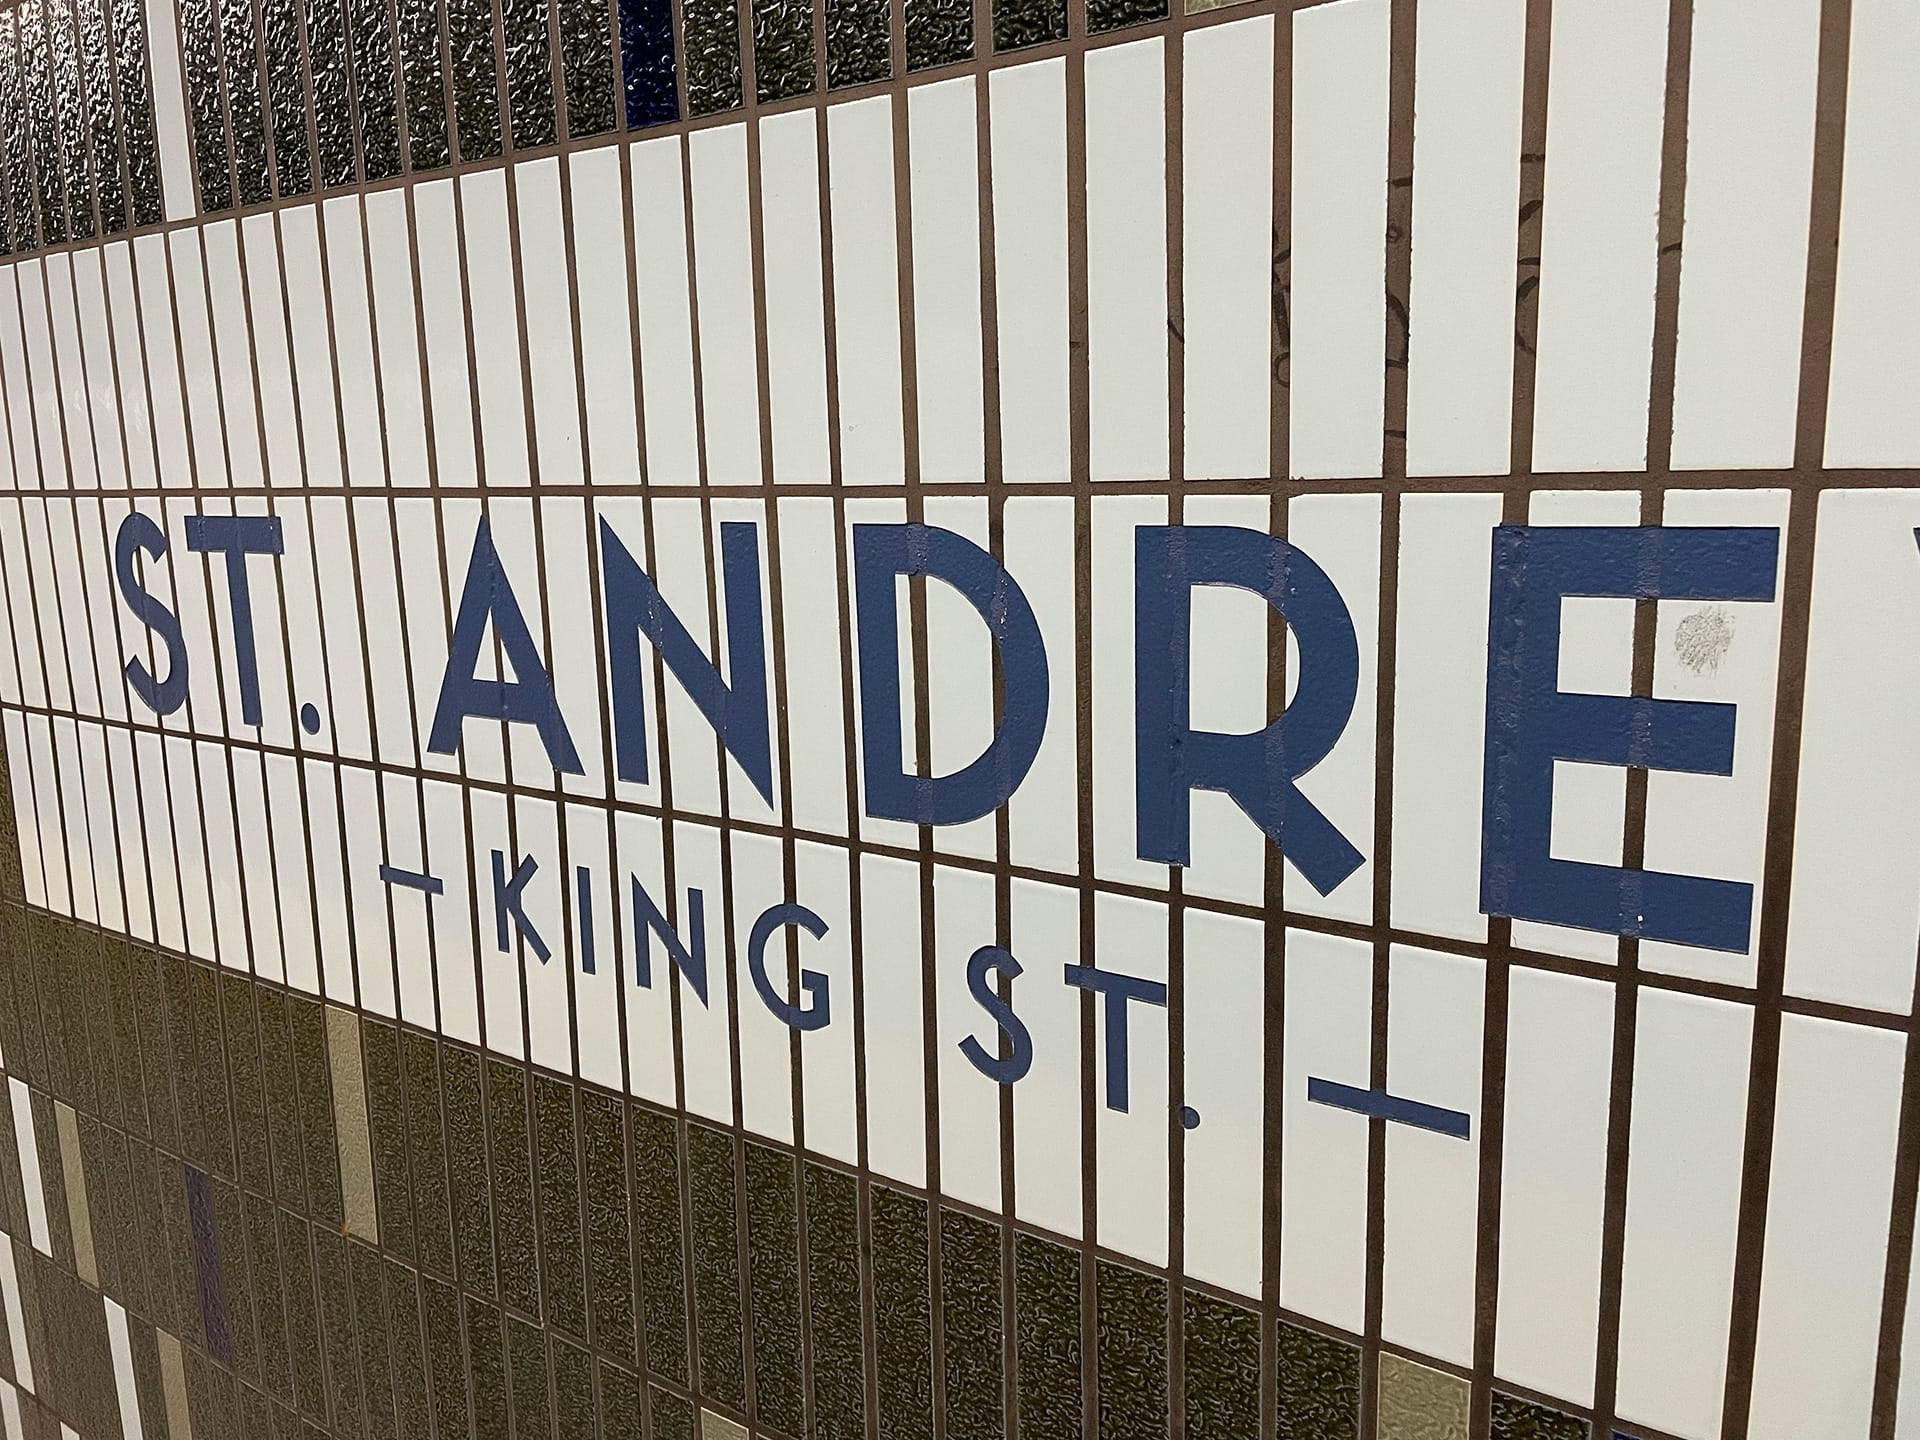 ST. ANDRE
— KING ST. —